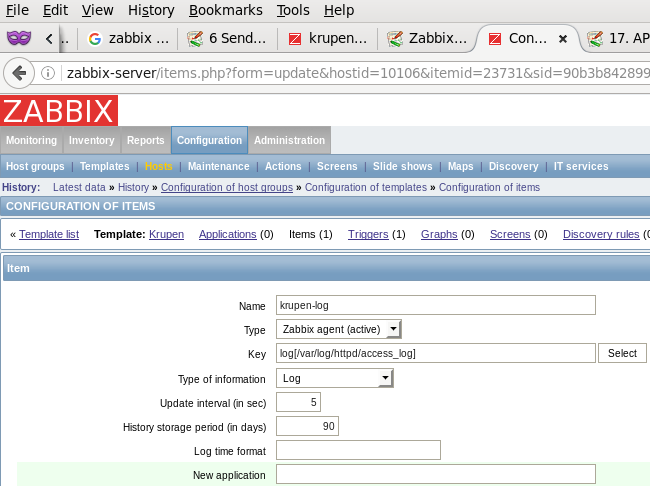 File Edit View History Bookmarks Tools Help
zabbix ... 6 Send... krupen... Zabbix... Con... 17. AP
zabbix-server/items.php?form=update&hostid=10106&itemid=23731&sid=90b3b842899
ZABBIX
Monitoring Inventory Reports Configuration Administration
Host groups | Templates | Hosts | Maintenance | Actions | Screens | Slide shows | Maps | Discovery | IT services
History: Latest data » History » Configuration of host groups » Configuration of templates » Configuration of items
CONFIGURATION OF ITEMS
« Template list Template: Krupen Applications (0) Items (1) Triggers (1) Graphs (0) Screens (0) Discovery rules (
Item
Name krupen-log
Type Zabbix agent (active)
Key log[/var/log/httpd/access_log] Select
Type of information Log
Update interval (in sec) 5
History storage period (in days) 90
Log time format
New application